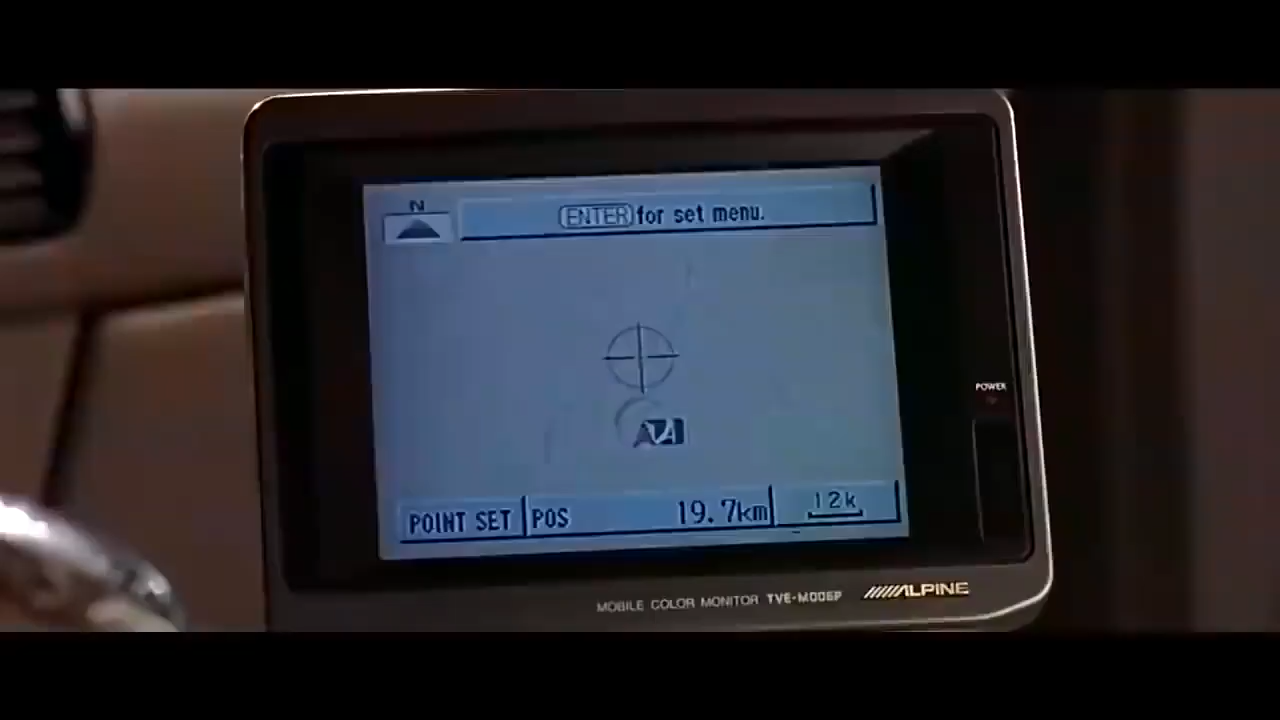 N
ENTER for set menu.
POWER
POINT SET POS 19.7km 12k
MOBILE COLOR MONITOR TVE-M006P ALPINE